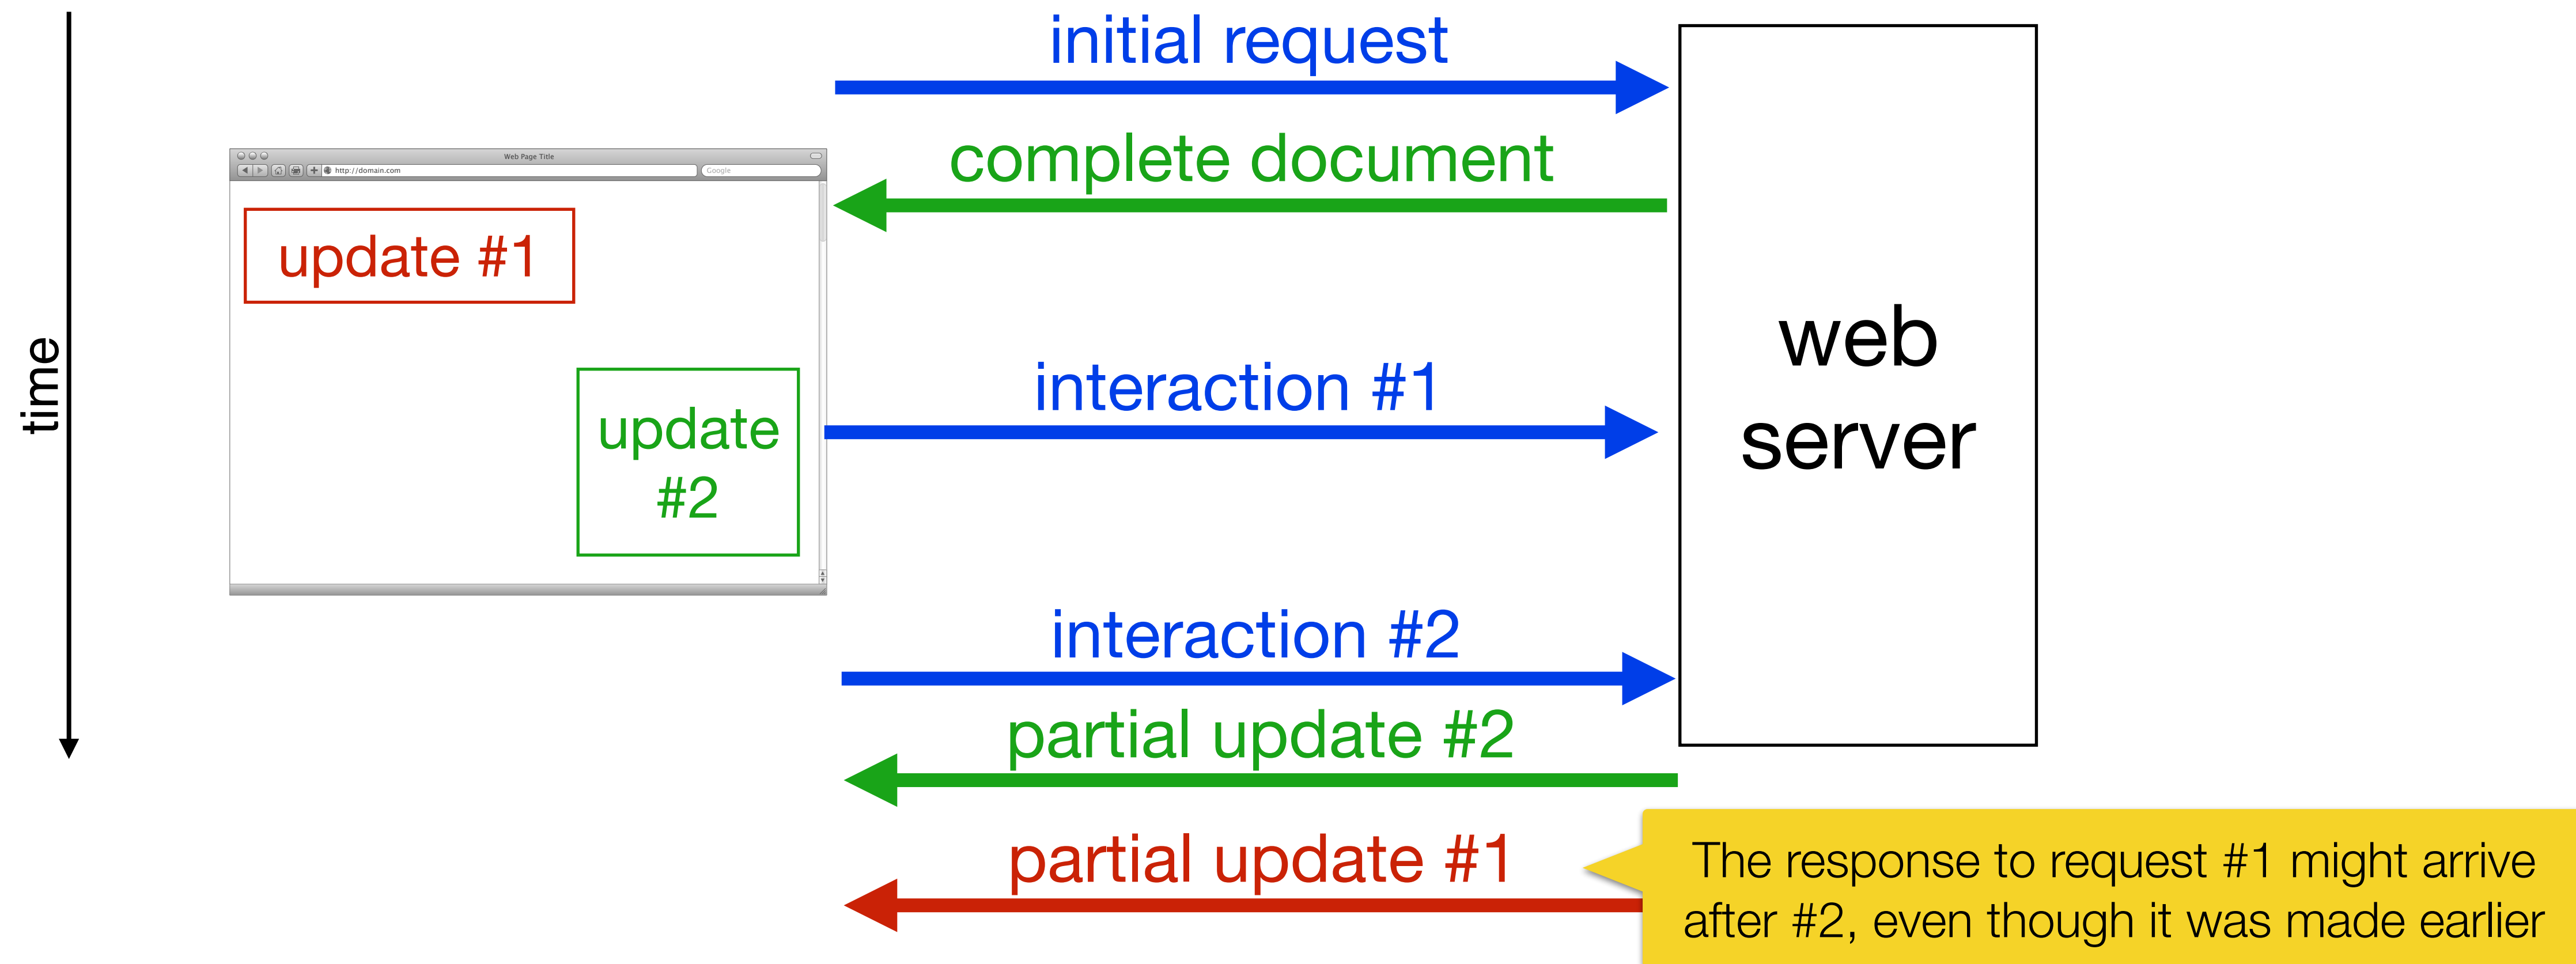 initial request
complete document
Web Page Title
http://domain.com
Google
update #1
time
interaction #1
web
server
update
#2
interaction #2
partial update #2
partial update #1
The response to request #1 might arrive
after #2, even though it was made earlier